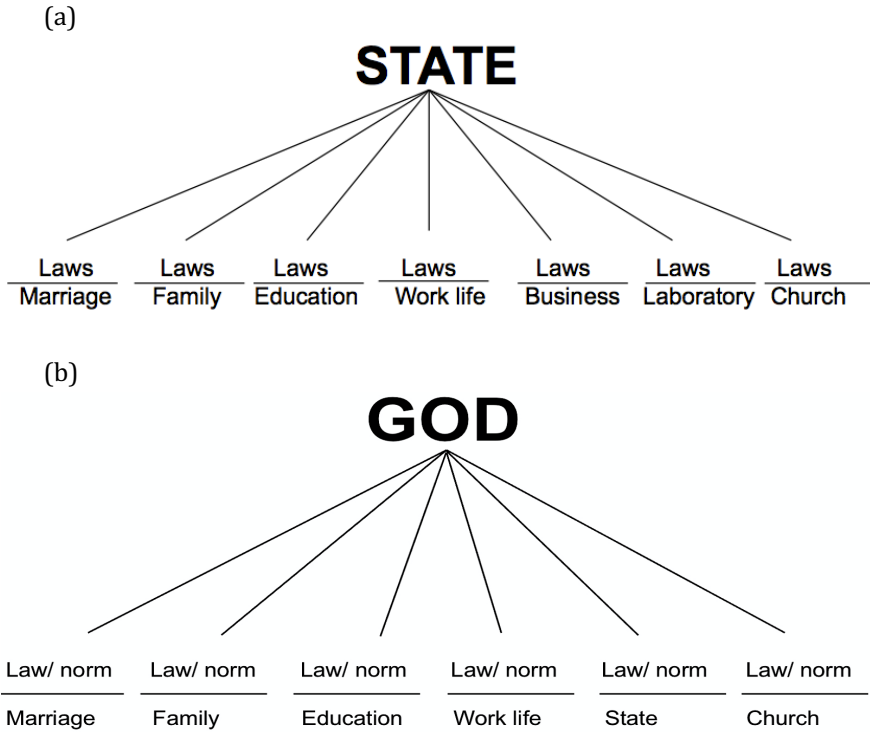 (a)
STATE
Laws Laws Laws Laws Laws Laws Laws
Marriage Family Education Work life Business Laboratory Church
(b)
GOD
Law/ norm Law/ norm Law/ norm Law/ norm Law/ norm Law/ norm
Marriage Family Education Work life State Church